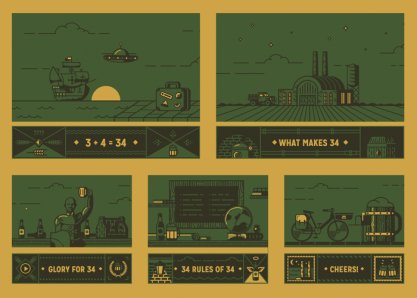 3 + 4 = 34
WHAT MAKES 34
GLORY FOR 34
34 RULES OF 34
CHEERS!